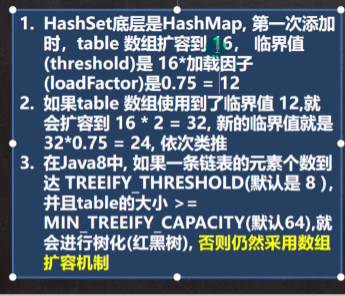 1. HashSet底层是HashMap, 第一次添加
时，table 数组扩容到 16， 临界值
(threshold)是 16*加载因子
(loadFactor)是0.75 = 12
2. 如果table 数组使用到了临界值 12,就
会扩容到 16 * 2 = 32, 新的临界值就是
32*0.75 = 24, 依次类推
3. 在Java8中, 如果一条链表的元素个数到
达 TREEIFY_THRESHOLD(默认是 8 ),
并且table的大小 >=
MIN_TREEIFY_CAPACITY(默认64),就
会进行树化(红黑树), 否则仍然采用数组
扩容机制